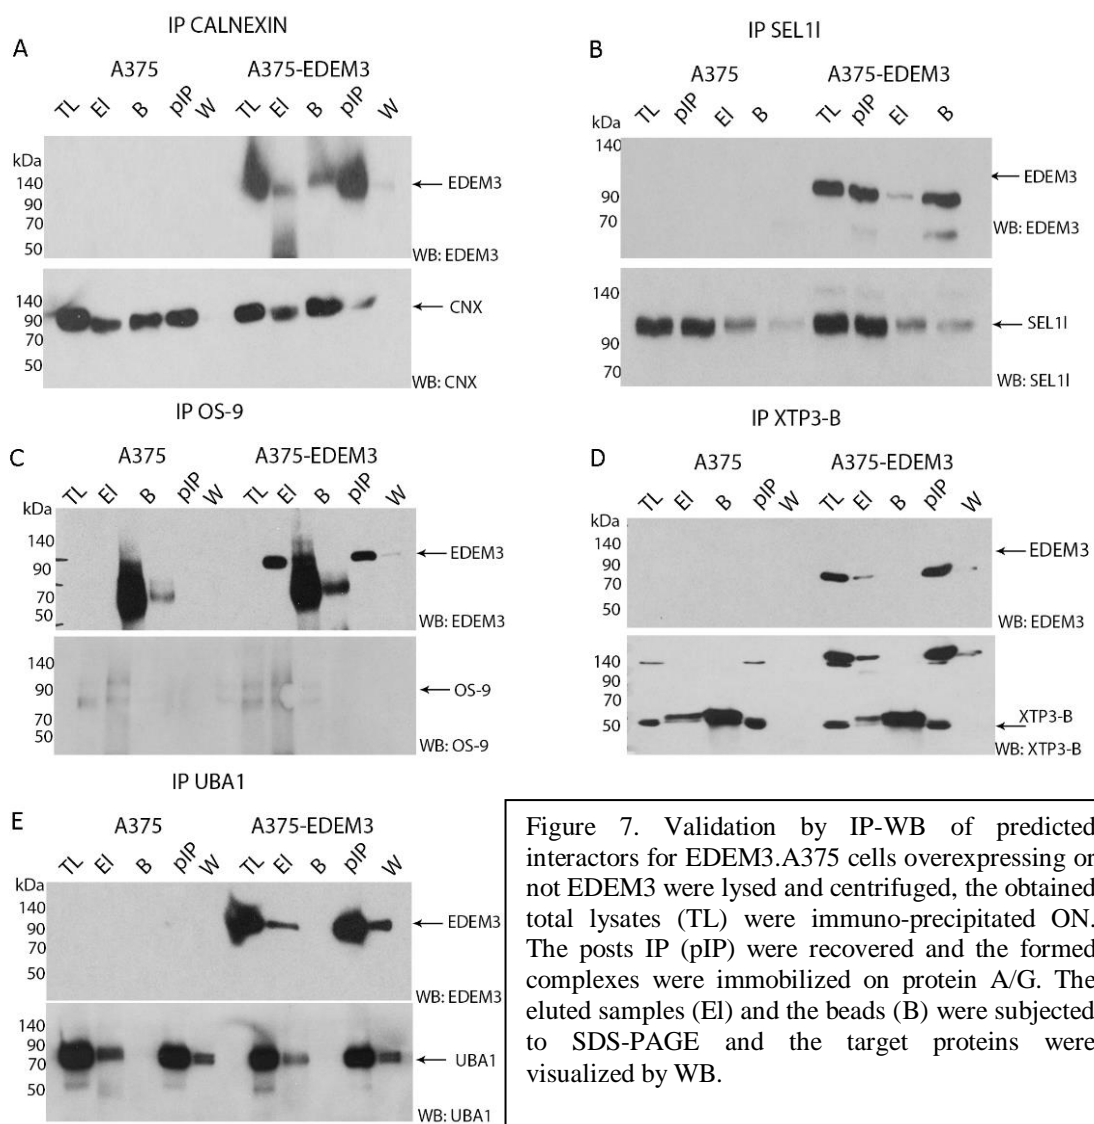 IP CALNEXIN
A
A375 A375-EDEM3
TL El B pIP W TL El B pIP W
kDa
140
90
70
50
EDEM3
WB: EDEM3
140
90
50
CNX
WB: CNX
IP SEL1l
B
A375 A375-EDEM3
TL pIP El B TL pIP El B
kDa
140
90
70
EDEM3
WB: EDEM3
140
90
70
SEL1l
WB: SEL1l
IP OS-9
C
A375 A375-EDEM3
TL El B pIP W TL El B pIP W
kDa
140
90
70
50
EDEM3
WB: EDEM3
140
90
70
50
OS-9
WB: OS-9
IP XTP3-B
D
A375 A375-EDEM3
TL El B pIP W TL El B pIP W
kDa
140
90
70
50
EDEM3
WB: EDEM3
140
90
70
50
XTP3-B
WB: XTP3-B
IP UBA1
E
A375 A375-EDEM3
TL El B pIP W TL El B pIP W
kDa
140
90
70
50
EDEM3
WB: EDEM3
140
90
70
50
UBA1
WB: UBA1
Figure 7. Validation by IP-WB of predicted
interactors for EDEM3.A375 cells overexpressing or
not EDEM3 were lysed and centrifuged, the obtained
total lysates (TL) were immuno-precipitated ON.
The posts IP (pIP) were recovered and the formed
complexes were immobilized on protein A/G. The
eluted samples (El) and the beads (B) were subjected
to SDS-PAGE and the target proteins were
visualized by WB.